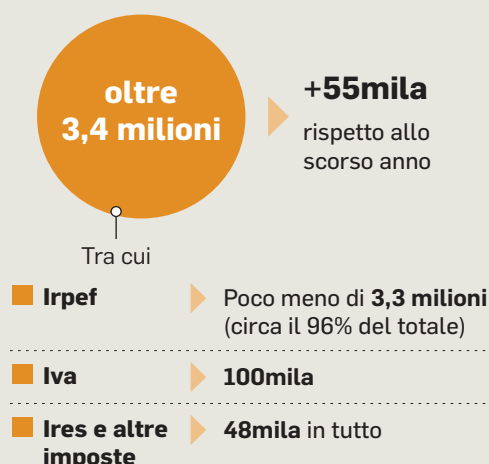 oltre
3,4 milioni
+55mila
rispetto allo
scorso anno
Tra cui
Irpef
Poco meno di 3,3 milioni
(circa il 96% del totale)
Iva
100mila
Ires e altre
imposte
48mila in tutto